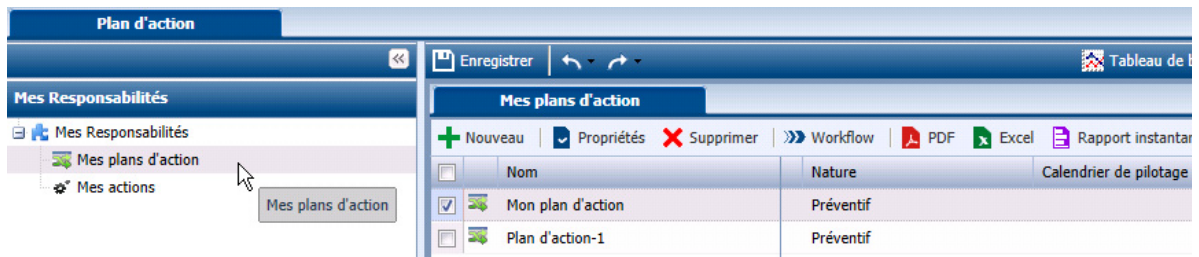 Plan d'action
Enregistrer Tableau de
Mes Responsabilités
Mes plans d'action
Mes Responsabilités
Nouveau Propriétés Supprimer Workflow PDF Excel Rapport
Mes plans d'action
Nom Nature Calendrier de pilotage
Mes actions
Mes plans d'action
Mon plan d'action Préventif
Plan d'action-1 Préventif